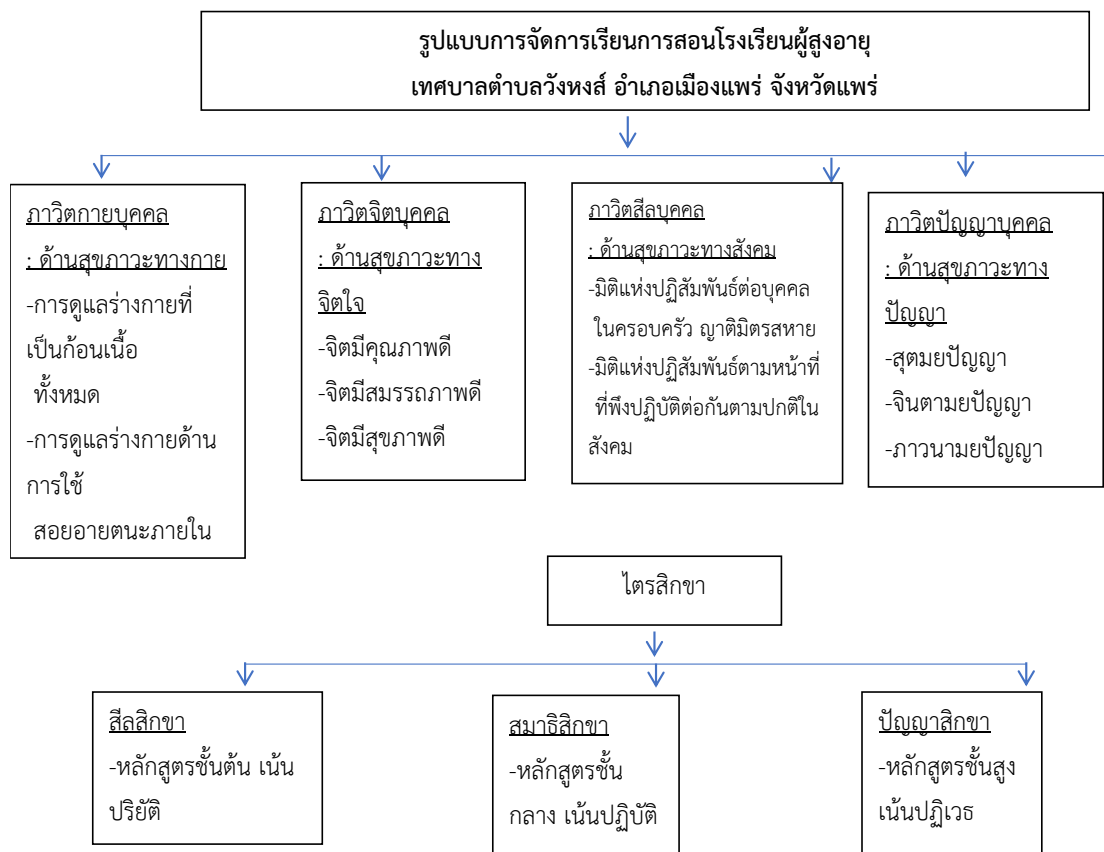 รูปแบบการจัดการเรียนการสอนโรงเรียนผู้สูงอายุ
เทศบาลตำบลวังหงส์ อำเภอเมืองแพร่ จังหวัดแพร่
ภาวิตกายบุคคล
: ด้านสุขภาวะทางกาย
-การดูแลร่างกายที่
เป็นก้อนเนื้อ
ทั้งหมด
-การดูแลร่างกายด้าน
การใช้
สอยอายตนะภายใน
ภาวิตจิตบุคคล
: ด้านสุขภาวะทาง
จิตใจ
-จิตมีคุณภาพดี
-จิตมีสมรรถภาพดี
-จิตมีสุขภาพดี
ภาวิตสีลบุคคล
: ด้านสุขภาวะทางสังคม
-มิติแห่งปฏิสัมพันธ์ต่อบุคคล
ในครอบครัว ญาติมิตรสหาย
-มิติแห่งปฏิสัมพันธ์ตามหน้าที่
ที่พึงปฏิบัติต่อกันตามปกติใน
สังคม
ภาวิตปัญญาบุคคล
: ด้านสุขภาวะทาง
ปัญญา
-สุตมยปัญญา
-จินตามยปัญญา
-ภาวนามยปัญญา
ไตรสิกขา
สีลสิกขา
-หลักสูตรชั้นต้น เน้น
ปริยัติ
สมาธิสิกขา
-หลักสูตรชั้น
กลาง เน้นปฏิบัติ
ปัญญาสิกขา
-หลักสูตรชั้นสูง
เน้นปฏิเวธ